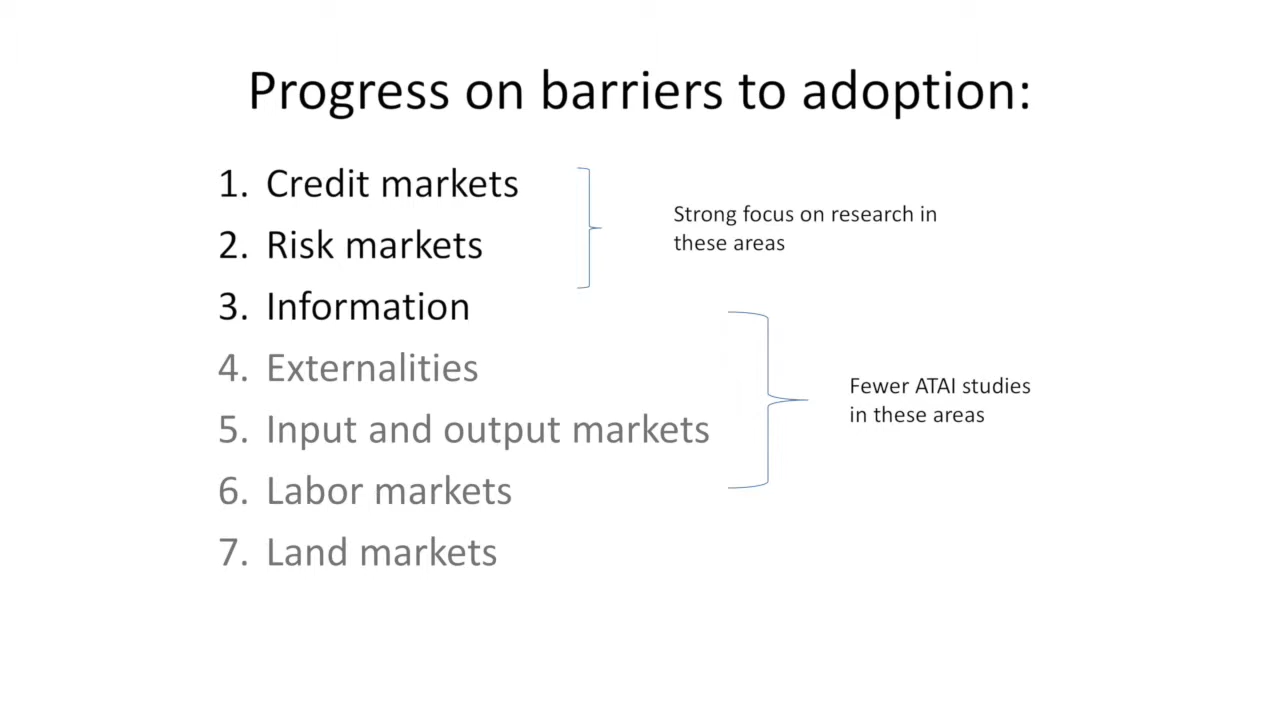 Progress on barriers to adoption:
1. Credit markets
2. Risk markets
3. Information
4. Externalities
5. Input and output markets
6. Labor markets
7. Land markets
Strong focus on research in
these areas
Fewer ATAI studies
in these areas